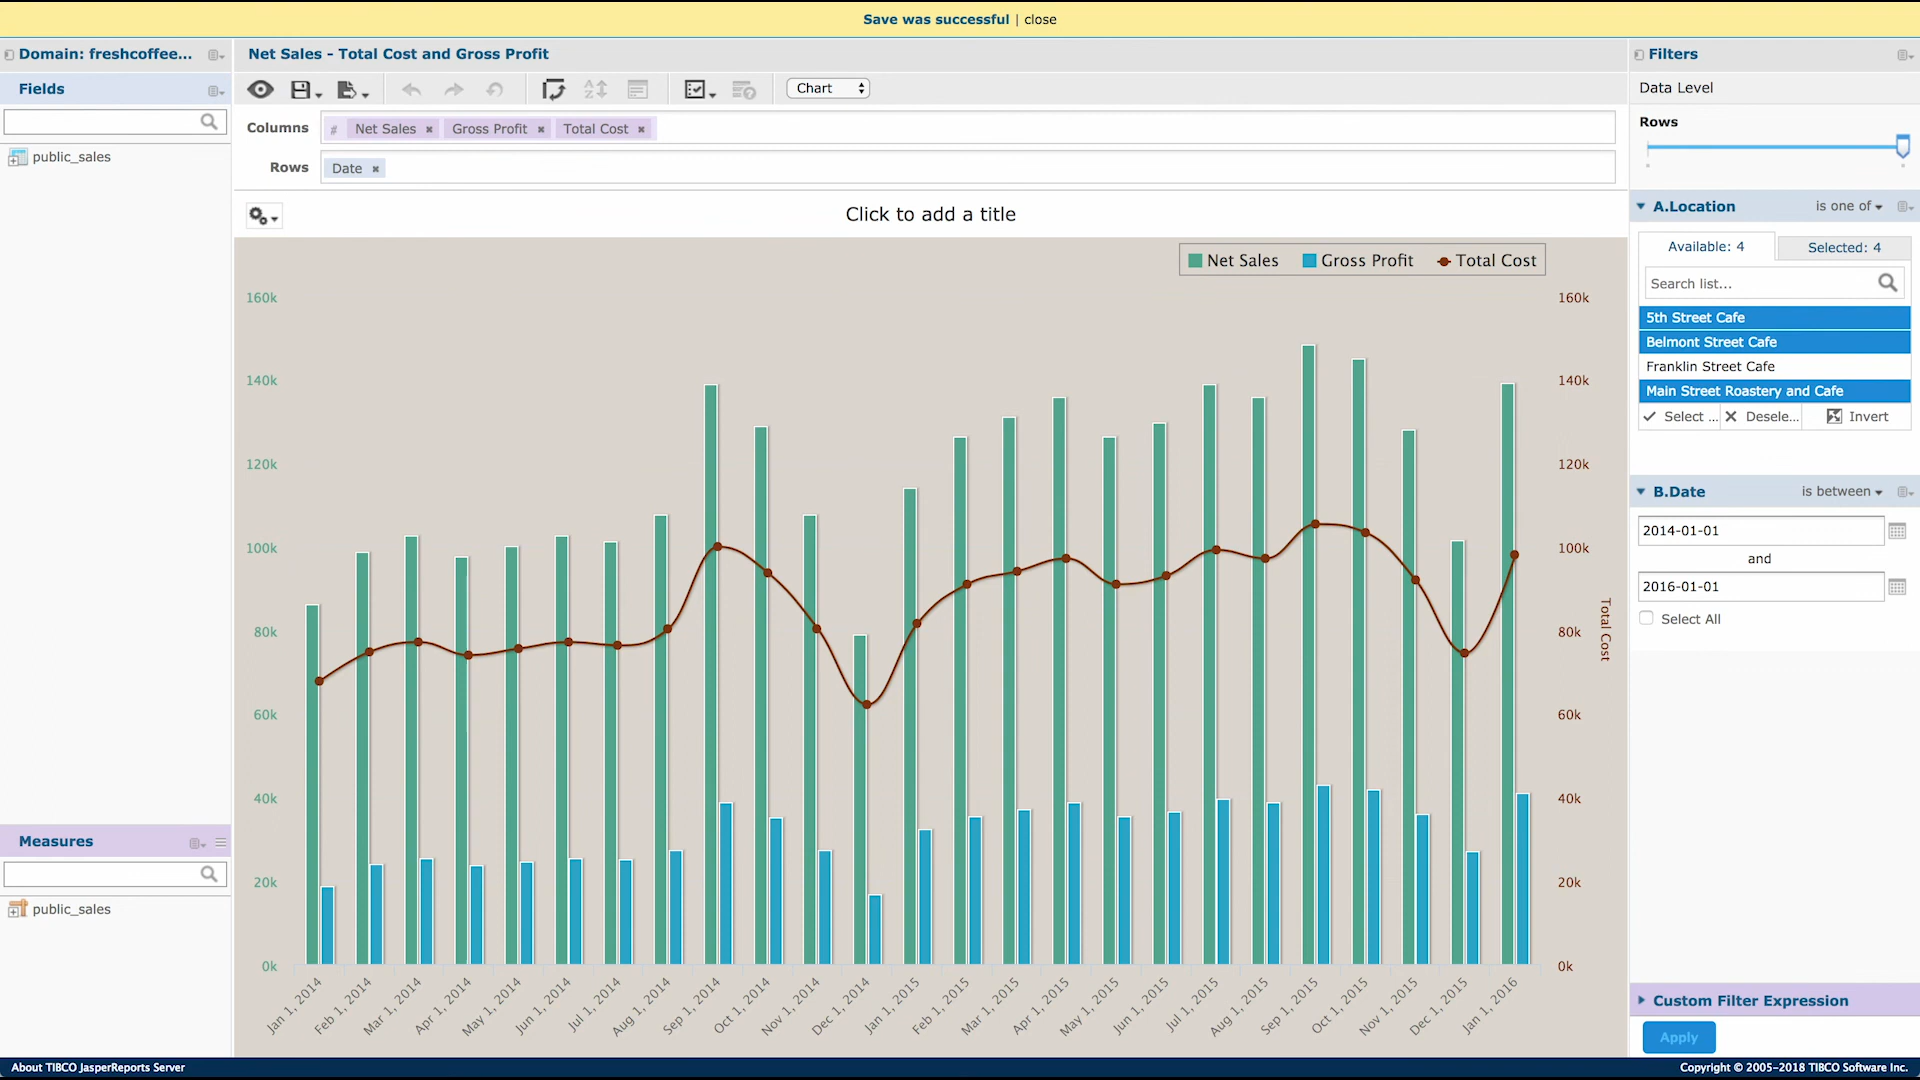 Save was successful | close
Domain: freshcoffee...
Fields
public_sales
Measures
public_sales
Net Sales - Total Cost and Gross Profit
Chart
Columns
# Net Sales × Gross Profit × Total Cost ×
Rows
Date ×
Click to add a title
Net Sales Gross Profit Total Cost
160k
140k
120k
100k
80k
60k
40k
20k
0k
160k
140k
120k
100k
80k
60k
40k
20k
0k
Total Cost
Jan 1, 2014
Feb 1, 2014
Mar 1, 2014
Apr 1, 2014
May 1, 2014
Jun 1, 2014
Jul 1, 2014
Aug 1, 2014
Sep 1, 2014
Oct 1, 2014
Nov 1, 2014
Dec 1, 2014
Jan 1, 2015
Feb 1, 2015
Mar 1, 2015
Apr 1, 2015
May 1, 2015
Jun 1, 2015
Jul 1, 2015
Aug 1, 2015
Sep 1, 2015
Oct 1, 2015
Nov 1, 2015
Dec 1, 2015
Jan 1, 2016
Filters
Data Level
Rows
A.Location is one of
Available: 4 Selected: 4
Search list...
5th Street Cafe
Belmont Street Cafe
Franklin Street Cafe
Main Street Roastery and Cafe
Select ... Desele... Invert
B.Date is between
2014-01-01
and
2016-01-01
Select All
Custom Filter Expression
Apply
About TIBCO JasperReports Server
Copyright © 2005-2018 TIBCO Software Inc.